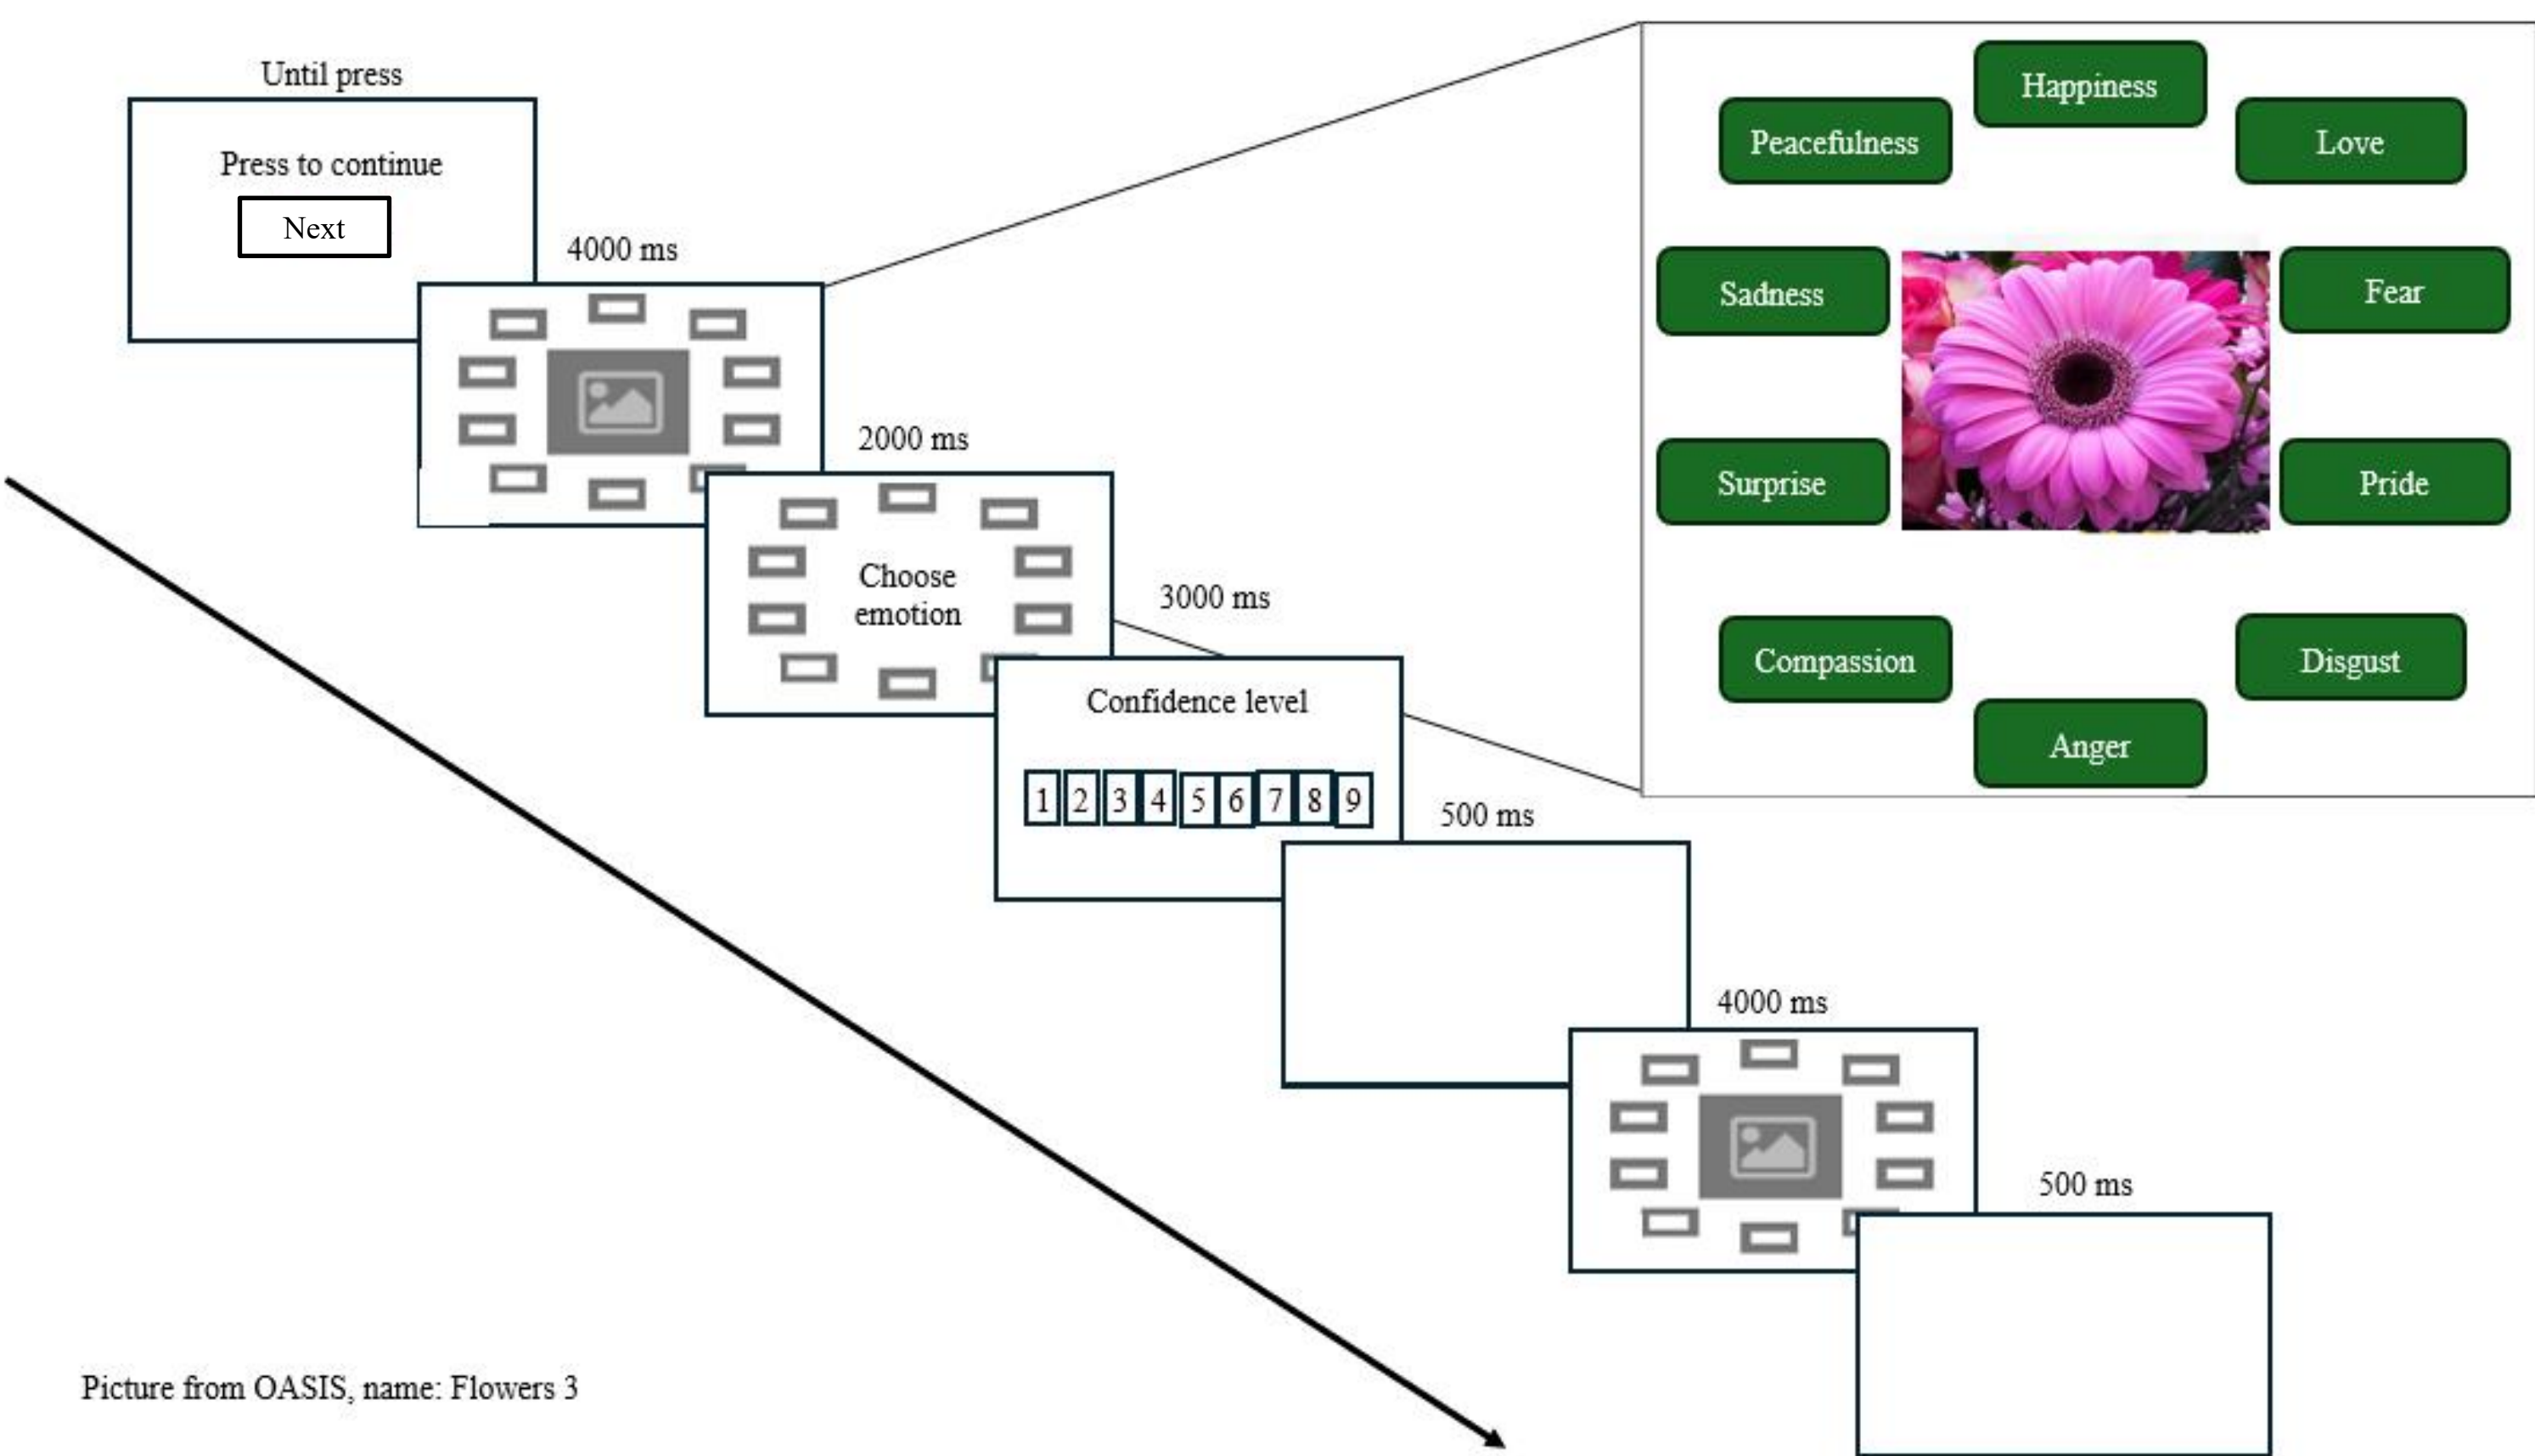 Until press
Press to continue
Next
4000 ms
2000 ms
Choose
emotion
3000 ms
Confidence level
1 2 3 4 5 6 7 8 9
500 ms
4000 ms
500 ms
Happiness
Peacefulness
Love
Sadness
Fear
Surprise
Pride
Compassion
Disgust
Anger
Picture from OASIS, name: Flowers 3